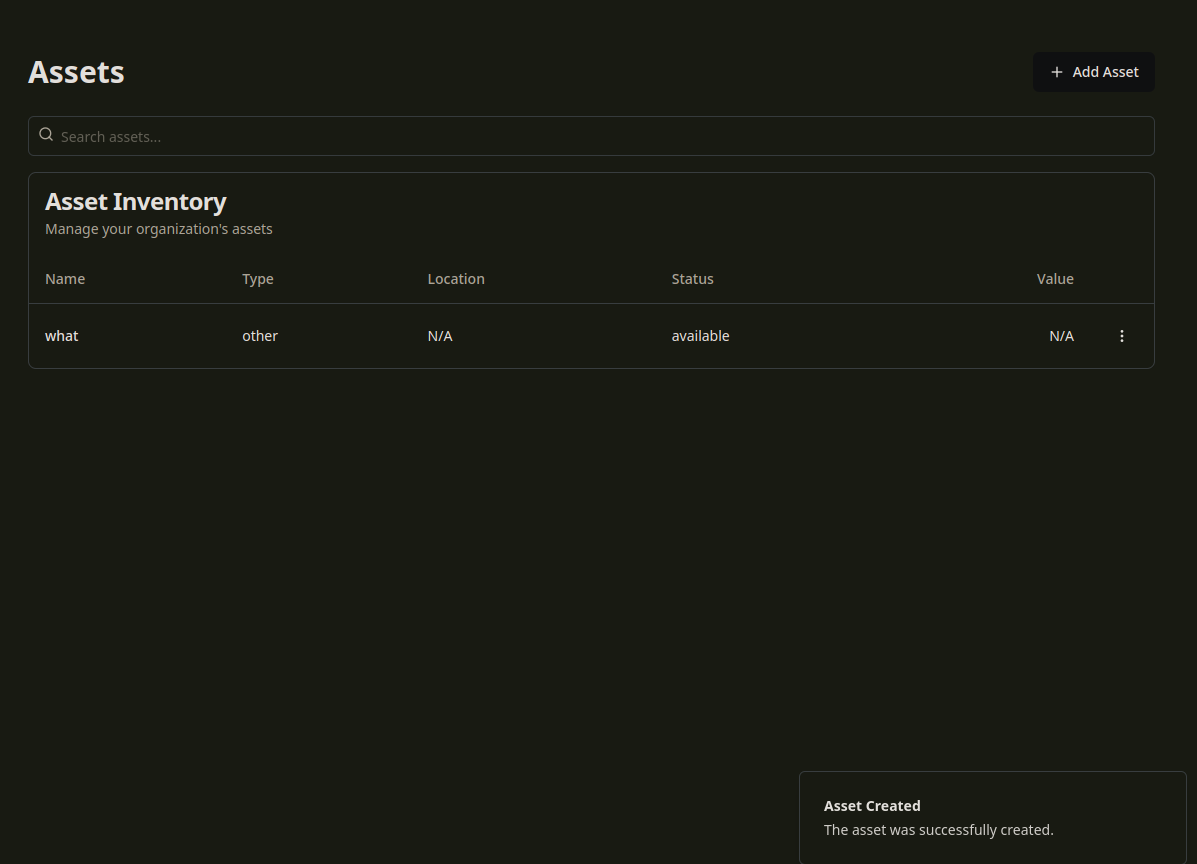 Assets
Add Asset
Search assets...
Asset Inventory
Manage your organization's assets
Name Type Location Status Value
what other N/A available N/A
Asset Created
The asset was successfully created.